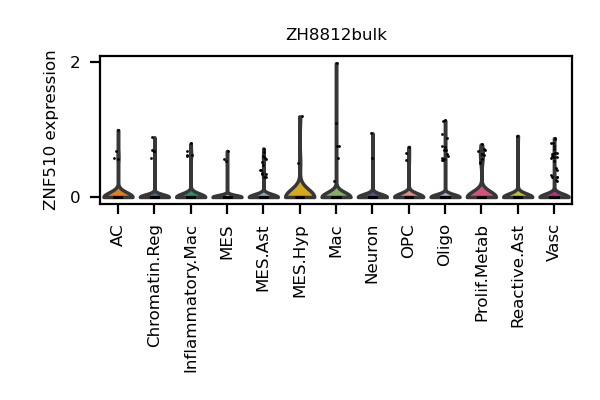 ZH8812bulk
ZNF510 expression
2
0
AC
Chromatin.Reg
Inflammatory.Mac
MES
MES.Ast
MES.Hyp
Mac
Neuron
OPC
Oligo
Prolif.Metab
Reactive.Ast
Vasc